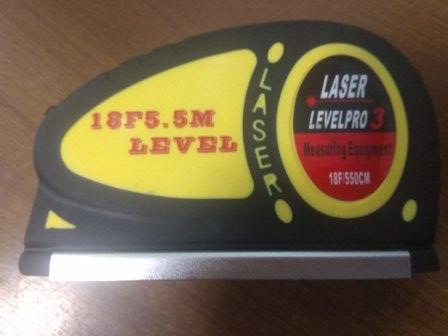 18F5.5M
LEVEL
LASER
LASER
LEVELPRO 3
Measuring Equipment
18F/550CM